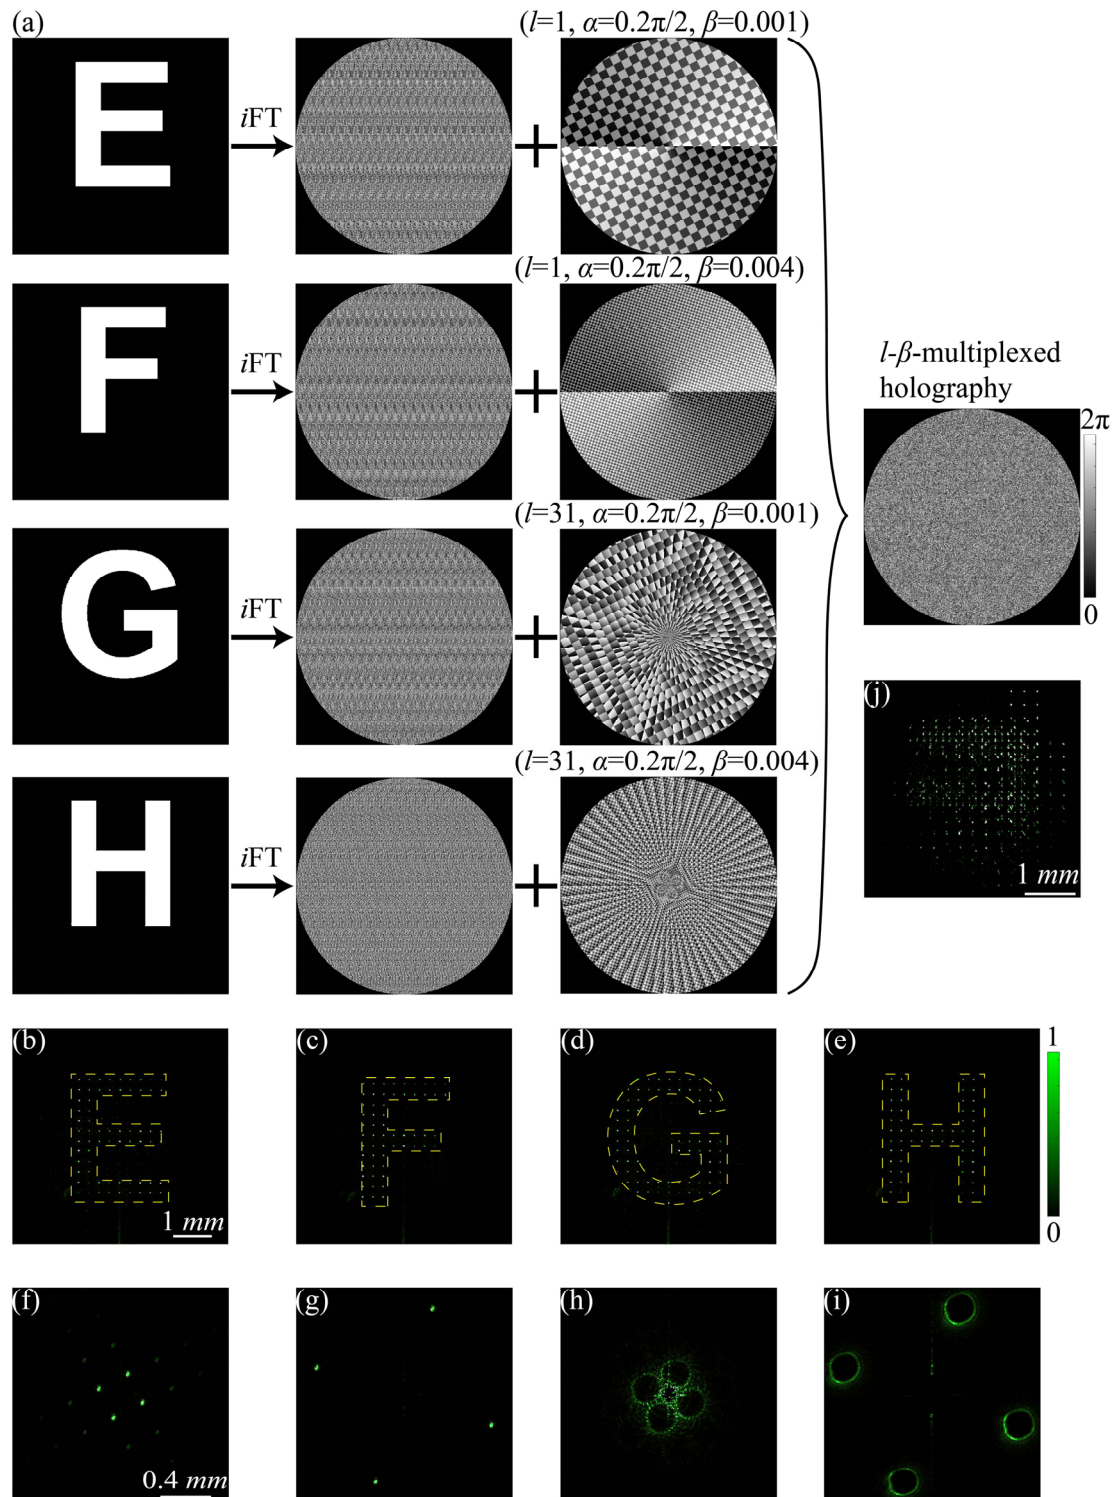 (a)
(l=1, α=0.2π/2, β=0.001)
E
iFT
+
(l=1, α=0.2π/2, β=0.004)
F
iFT
+
l-β-multiplexed
holography
2π
0
(l=31, α=0.2π/2, β=0.001)
G
iFT
+
(j)
1 mm
(l=31, α=0.2π/2, β=0.004)
H
iFT
+
(b)
1 mm
(c)
(d)
(e)
1
0
(f)
0.4 mm
(g)
(h)
(i)